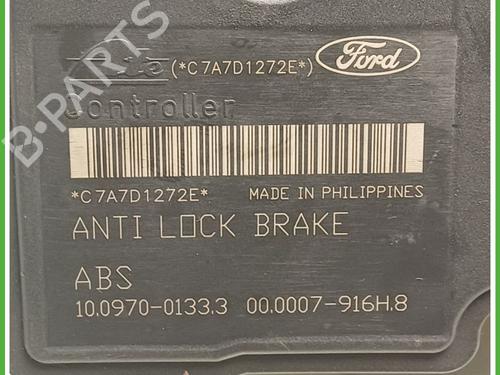 (*C7A7D1272E*) Ford
Controller
*C7A7D1272E* MADE IN PHILIPPINES
ANTI LOCK BRAKE
ABS
10.0970-0133.3 00.0007-916H.8
B-PARTS